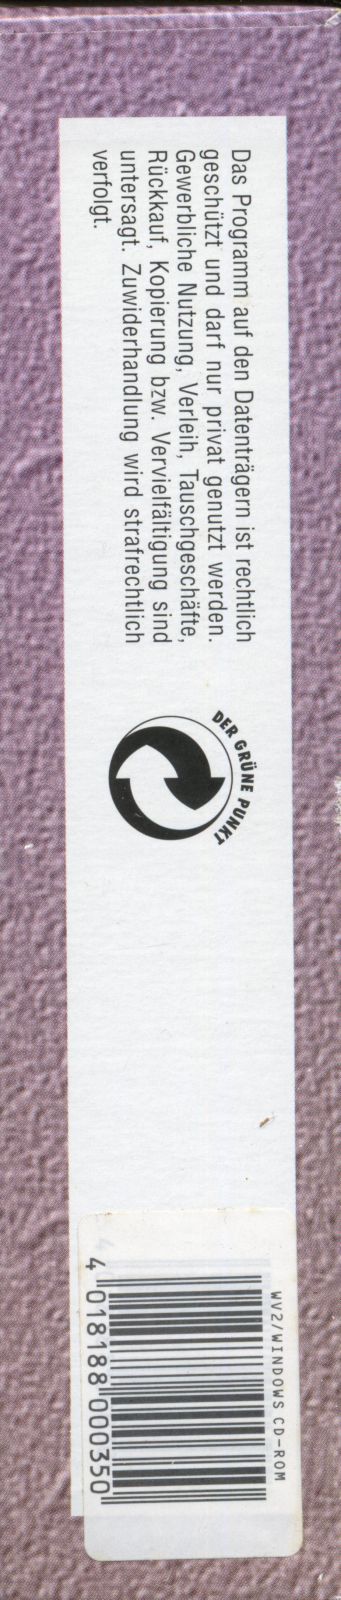 Das Programm auf den Datenträgern ist rechtlich
geschützt und darf nur privat genutzt werden.
Gewerbliche Nutzung, Verleih, Tauschgeschäfte,
Rückkauf, Kopierung bzw. Vervielfältigung sind
untersagt. Zuwiderhandlung wird strafrechtlich
verfolgt.
DER GRÜNE PUNKT
WV2/WINDOWS CD-ROM
4 018188 000350